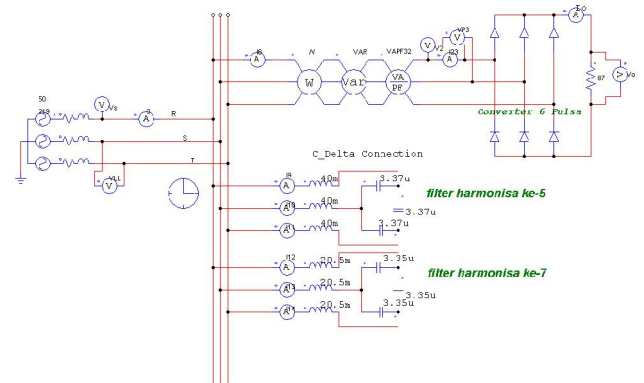 50
219
V
Vs
A
R
S
T
V
VLL
A
I6
W
VAR
Var
VAPF32
VA
PF
V
V2
V
VP3
A
I23
A
Io
87
V
Vo
Converter 6 Pulsa
C_Delta Connection
A
I9
40m
3.37u
A
40m
3.37u
A
40m
3.37u
filter harmonisa ke-5
I12
A
20.5m
3.35u
A
20.5m
3.35u
A
20.5m
3.35u
filter harmonisa ke-7